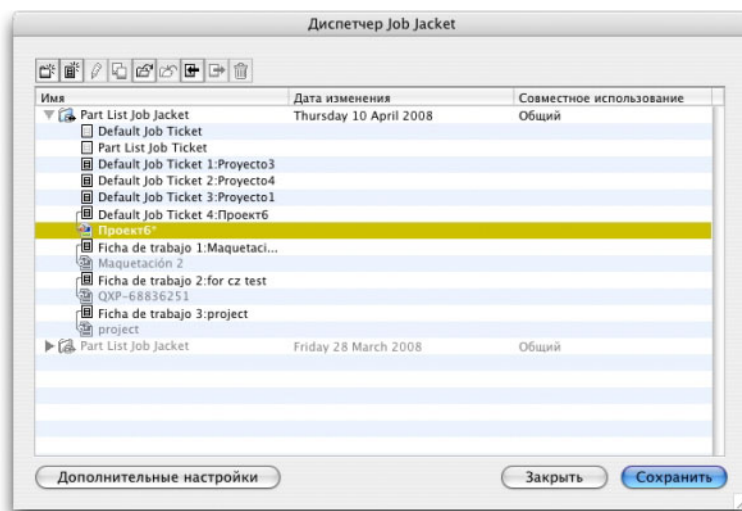 Диспетчер Job Jacket
Имя Дата изменения Совместное использование
Part List Job Jacket Thursday 10 April 2008 Общий
Default Job Ticket
Part List Job Ticket
Default Job Ticket 1:Proyecto3
Default Job Ticket 2:Proyecto4
Default Job Ticket 3:Proyecto1
Default Job Ticket 4:Проект6
Проект6*
Ficha de trabajo 1:Maquetaci...
Maquetación 2
Ficha de trabajo 2:for cz test
QXP-68836251
Ficha de trabajo 3:project
project
Part List Job Jacket Friday 28 March 2008 Общий
Дополнительные настройки Закрыть Сохранить